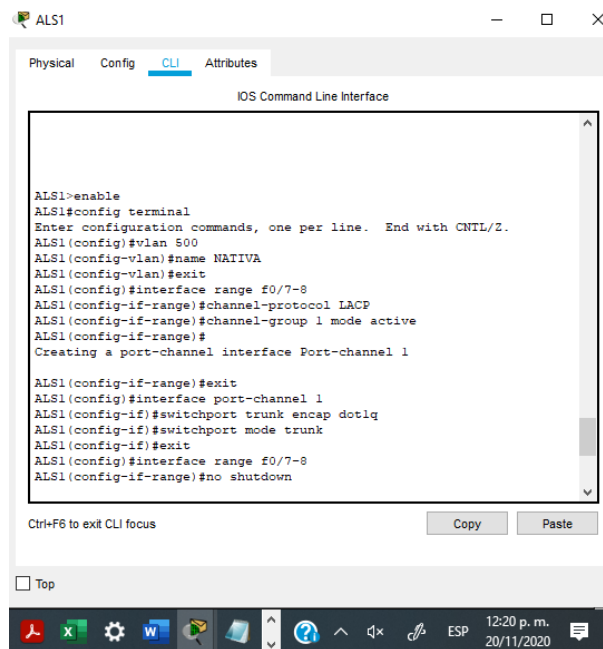 ALS1
Physical Config CLI Attributes
IOS Command Line Interface
ALS1>enable
ALS1#config terminal
Enter configuration commands, one per line. End with CNTL/Z.
ALS1(config)#vlan 500
ALS1(config-vlan)#name NATIVA
ALS1(config-vlan)#exit
ALS1(config)#interface range f0/7-8
ALS1(config-if-range)#channel-protocol LACP
ALS1(config-if-range)#channel-group 1 mode active
ALS1(config-if-range)#
Creating a port-channel interface Port-channel 1
ALS1(config-if-range)#exit
ALS1(config)#interface port-channel 1
ALS1(config-if)#switchport trunk encap dot1q
ALS1(config-if)#switchport mode trunk
ALS1(config-if)#exit
ALS1(config)#interface range f0/7-8
ALS1(config-if-range)#no shutdown
Ctrl+F6 to exit CLI focus
Copy Paste
Top
ESP
12:20 p. m.
20/11/2020